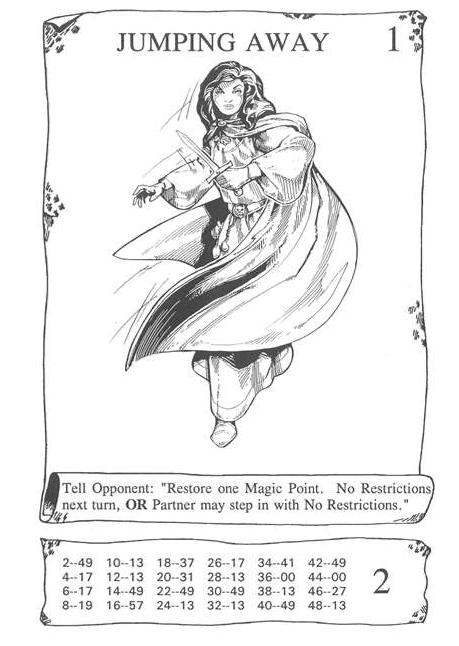 JUMPING AWAY 1
Tell Opponent: "Restore one Magic Point. No Restrictions
next turn, OR Partner may step in with No Restrictions."
2--49 10--13 18--37 26--17 34--41 42--49
4--17 12--13 20--31 28--13 36--00 44--00
6--17 14--49 22--49 30--49 38--13 46--27
8--19 16--57 24--13 32--13 40--49 48--13
2